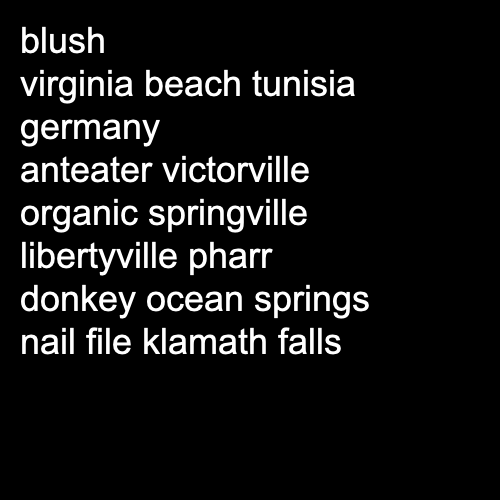 blush
virginia beach tunisia
germany
anteater victorville
organic springville
libertyville pharr
donkey ocean springs
nail file klamath falls